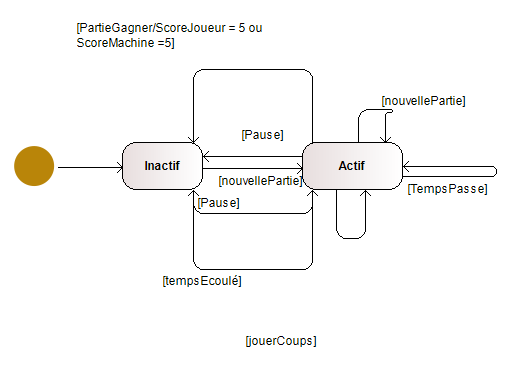 [PartieGagner/ScoreJoueur = 5 ou
ScoreMachine =5]
[nouvellePartie]
[Pause]
Inactif
Actif
[nouvellePartie]
[TempsPasse]
[Pause]
[tempsEcoulé]
[jouerCoups]